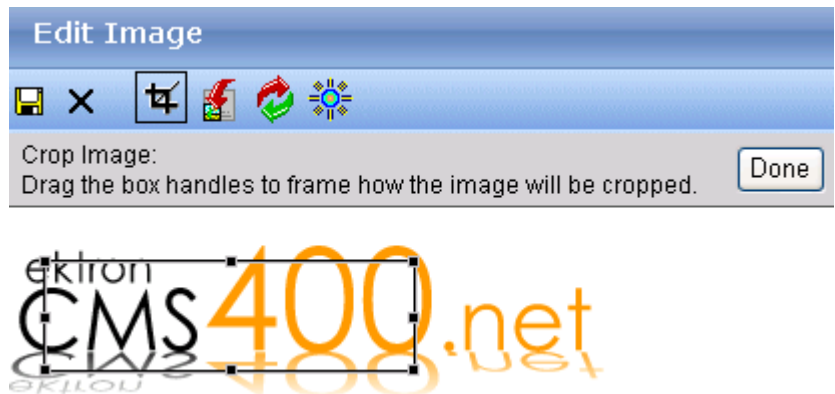 Edit Image
Crop Image:
Drag the box handles to frame how the image will be cropped.
Done
ektron
CMS400.net